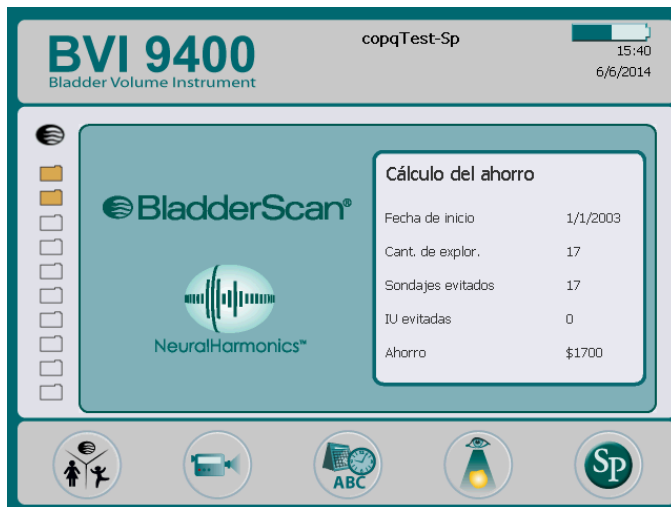 BVI 9400
Bladder Volume Instrument
copqTest-Sp
15:40
6/6/2014
BladderScan®
NeuralHarmonics™
Cálculo del ahorro
Fecha de inicio 1/1/2003
Cant. de explor. 17
Sondajes evitados 17
IU evitadas 0
Ahorro $1700
ABC
Sp